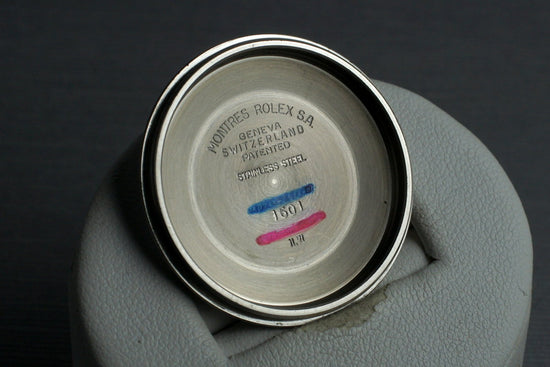 MONTRES ROLEX S.A.
GENEVA
SWITZERLAND
PATENTED
STAINLESS STEEL
1601